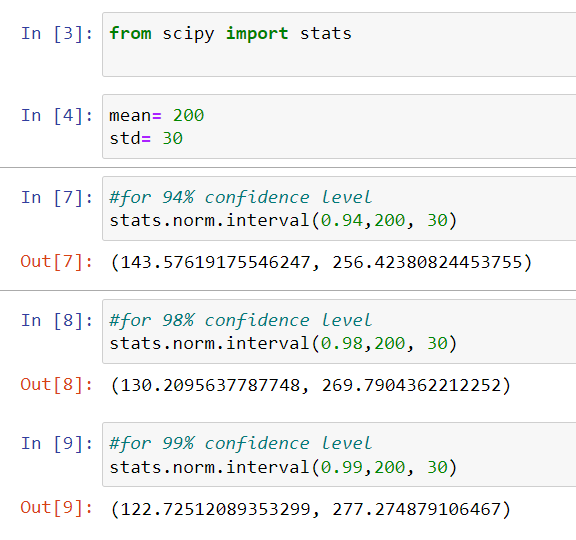 In [3]: from scipy import stats
In [4]: mean= 200
std= 30
In [7]: #for 94% confidence level
stats.norm.interval(0.94,200, 30)
Out[7]: (143.57619175546247, 256.42380824453755)
In [8]: #for 98% confidence level
stats.norm.interval(0.98,200, 30)
Out[8]: (130.2095637787748, 269.7904362212252)
In [9]: #for 99% confidence level
stats.norm.interval(0.99,200, 30)
Out[9]: (122.72512089353299, 277.274879106467)